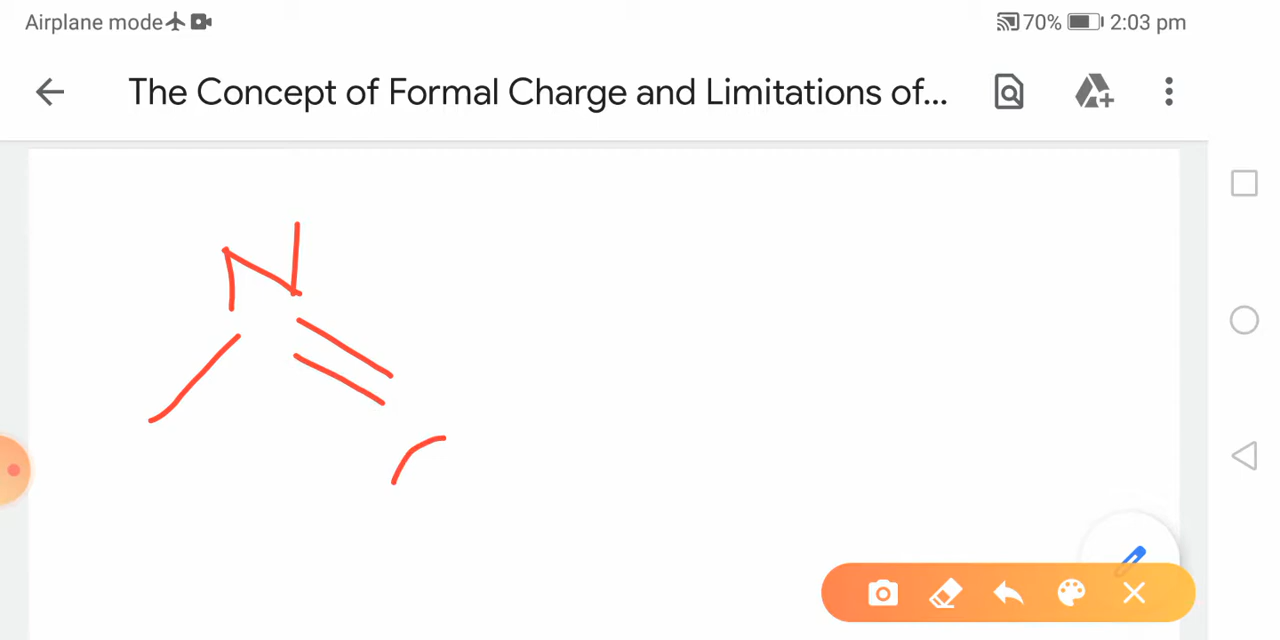 Airplane mode 70% 2:03 pm
The Concept of Formal Charge and Limitations of...
N